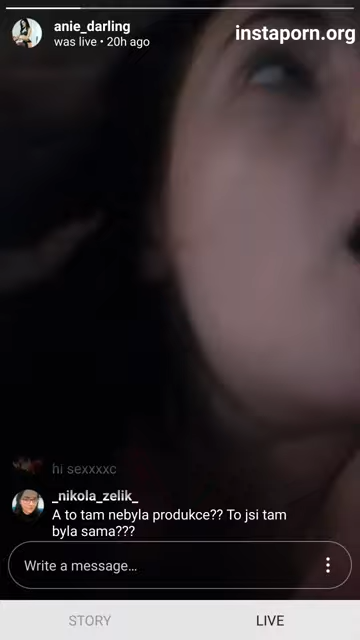 anie_darling
was live • 20h ago
instaporn.org
hi sexxxxc
_nikola_zelik_
A to tam nebyla produkce?? To jsi tam
byla sama???
Write a message...
STORY
LIVE